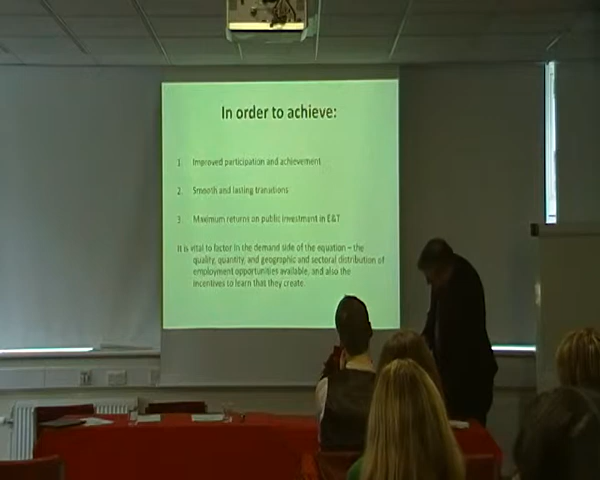 In order to achieve:
1. Improved participation and achievement
2. Smooth and lasting transitions
3. Maximum returns on public investment in E&T
It is vital to factor in the demand side of the equation – the
quality, quantity, and geographic and sectoral distribution of
employment opportunities available, and also the
incentives to learn that they create.